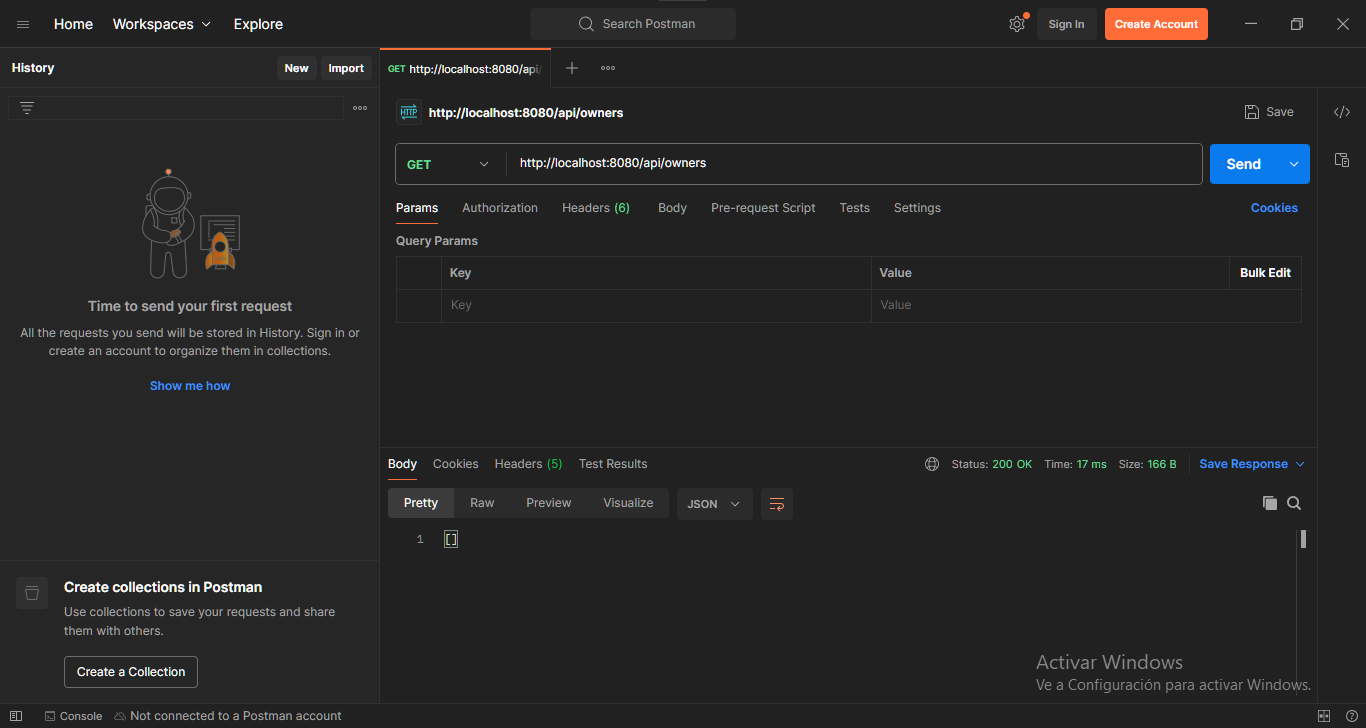 Home Workspaces Explore
Search Postman
Sign In Create Account
History New Import
GET http://localhost:8080/api/
HTTP http://localhost:8080/api/owners
Save
GET http://localhost:8080/api/owners Send
Params Authorization Headers (6) Body Pre-request Script Tests Settings Cookies
Query Params
Key Value Bulk Edit
Key Value
Time to send your first request
All the requests you send will be stored in History. Sign in or
create an account to organize them in collections.
Show me how
Body Cookies Headers (5) Test Results Status: 200 OK Time: 17 ms Size: 166 B Save Response
Pretty Raw Preview Visualize JSON
1 []
Create collections in Postman
Use collections to save your requests and share
them with others.
Create a Collection
Activar Windows
Ve a Configuración para activar Windows.
Console Not connected to a Postman account